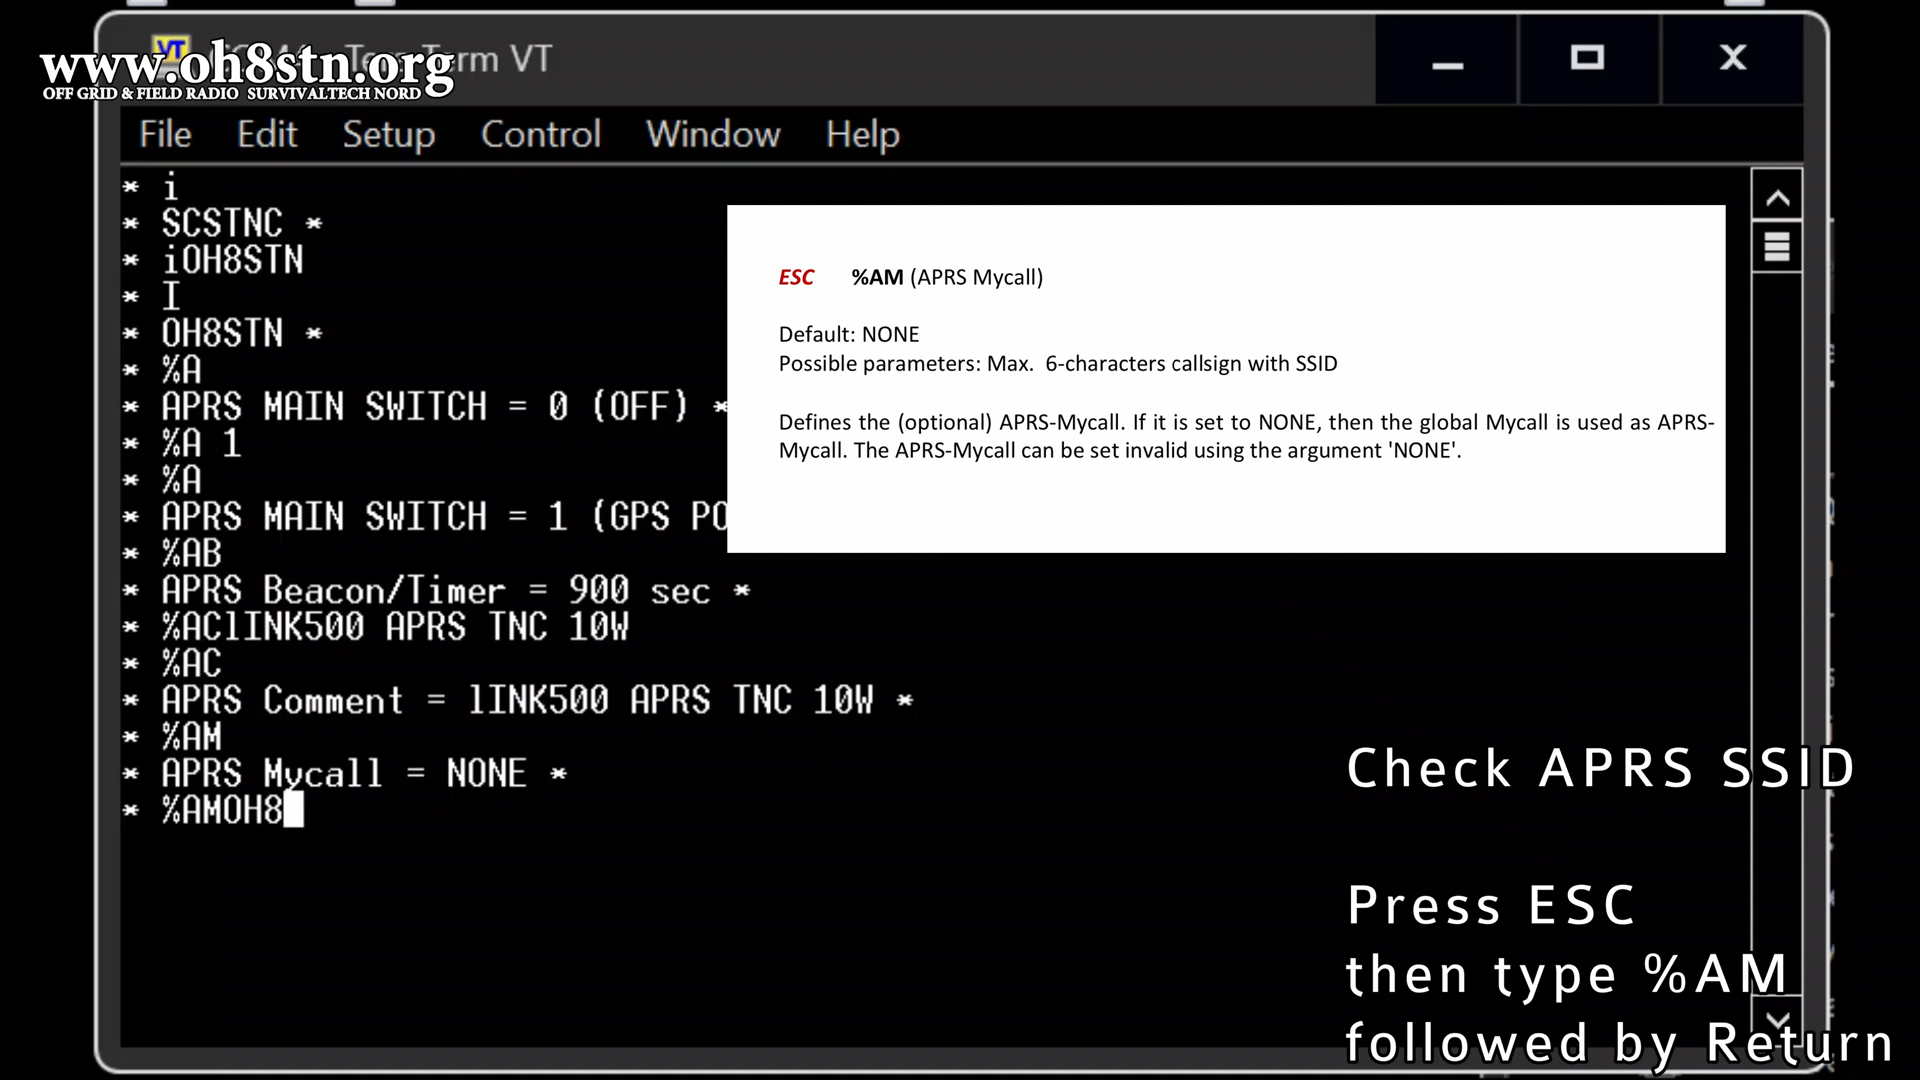 www.oh8stn.org
OFF GRID & FIELD RADIO SURVIVALTECH NORD
Term VT
File Edit Setup Control Window Help
* i
* SCSTNC *
* iOH8STN
* I
* OH8STN *
* %A
* APRS MAIN SWITCH = 0 (OFF) *
* %A 1
* %A
* APRS MAIN SWITCH = 1 (GPS PO
* %AB
* APRS Beacon/Timer = 900 sec *
* %AClINK500 APRS TNC 10W
* %AC
* APRS Comment = lINK500 APRS TNC 10W *
* %AM
* APRS Mycall = NONE *
* %AMOH8
ESC %AM (APRS Mycall)
Default: NONE
Possible parameters: Max. 6-characters callsign with SSID
Defines the (optional) APRS-Mycall. If it is set to NONE, then the global Mycall is used as APRS-
Mycall. The APRS-Mycall can be set invalid using the argument 'NONE'.
Check APRS SSID
Press ESC
then type %AM
followed by Return